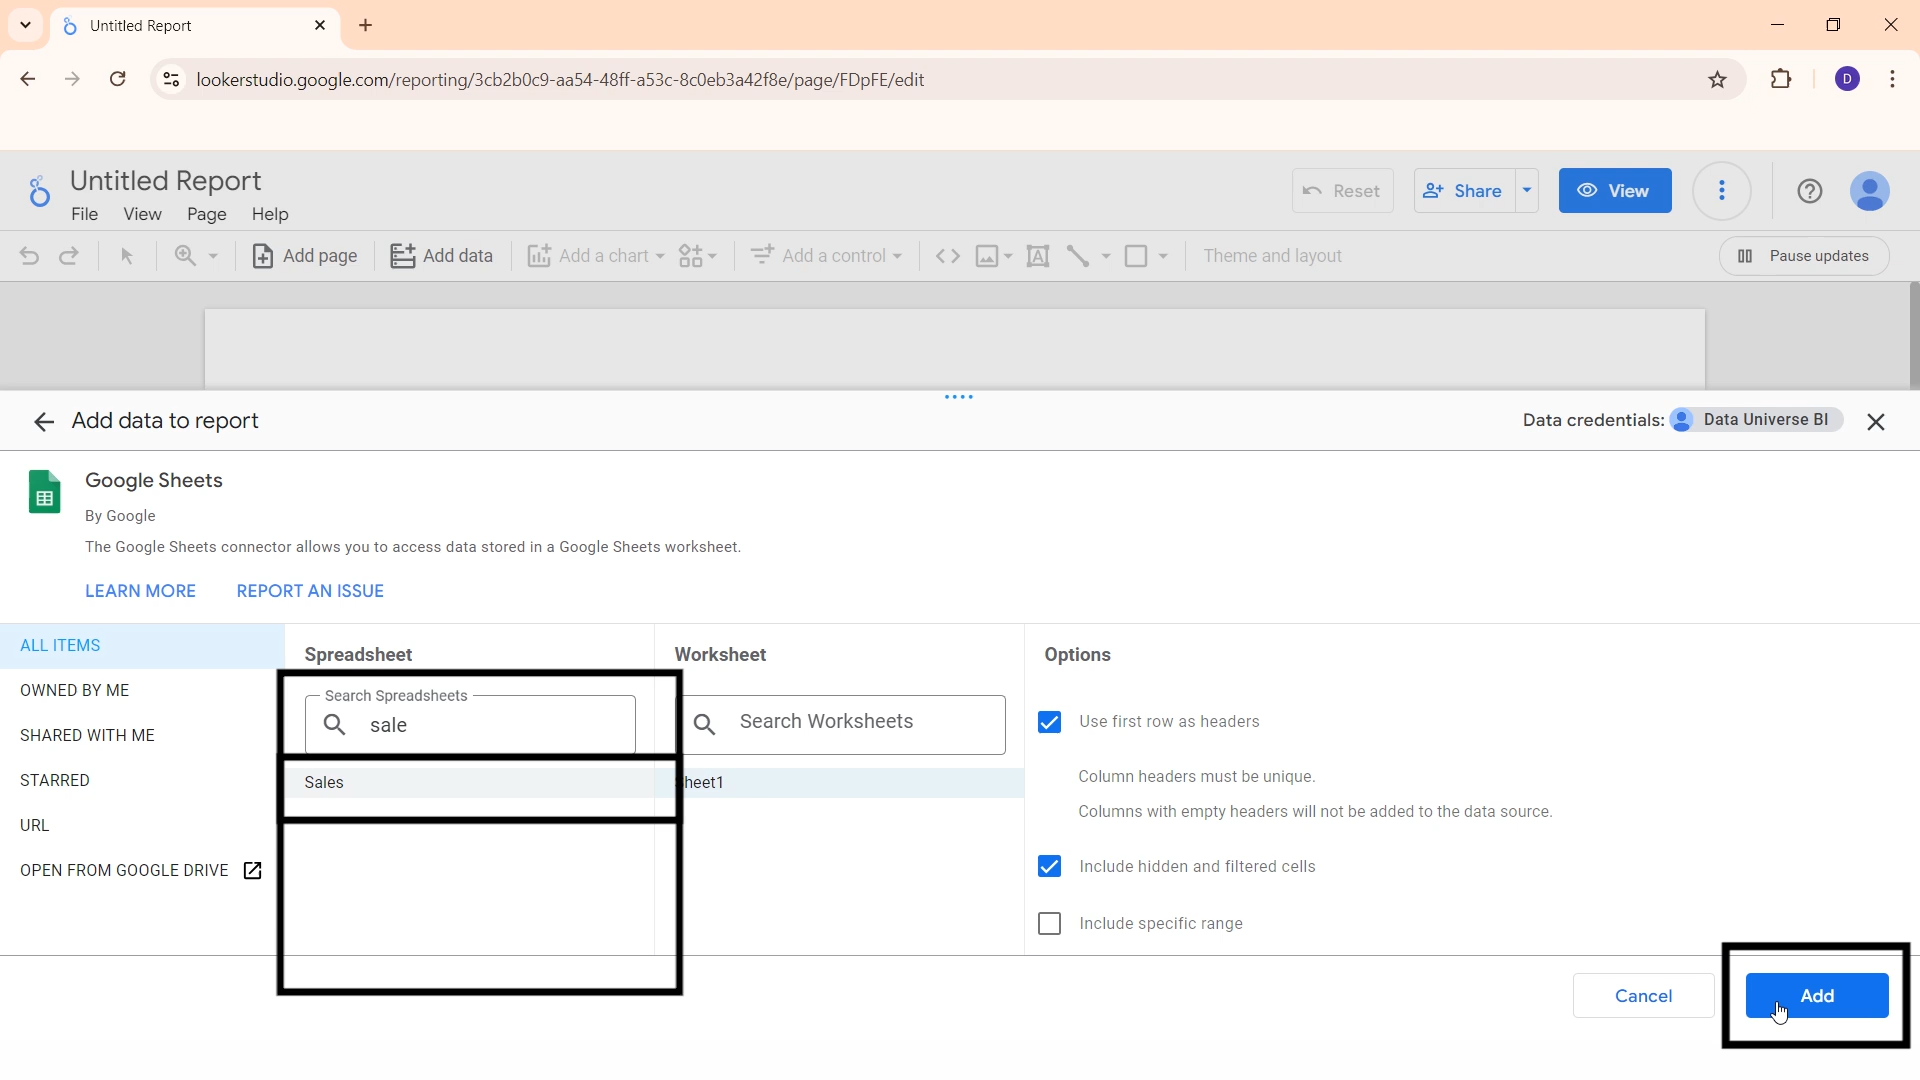 Untitled Report
lookerstudio.google.com/reporting/3cb2b0c9-aa54-48ff-a53c-8c0eb3a42f8e/page/FDpFE/edit
D
Untitled Report
File View Page Help
Reset Share View
Add page Add data Add a chart Add a control Theme and layout Pause updates
Add data to report
Data credentials: Data Universe BI
Google Sheets
By Google
The Google Sheets connector allows you to access data stored in a Google Sheets worksheet.
LEARN MORE REPORT AN ISSUE
ALL ITEMS
OWNED BY ME
SHARED WITH ME
STARRED
URL
OPEN FROM GOOGLE DRIVE
Spreadsheet
Search Spreadsheets
sale
Sales
Worksheet
Search Worksheets
heet1
Options
Use first row as headers
Column headers must be unique.
Columns with empty headers will not be added to the data source.
Include hidden and filtered cells
Include specific range
Cancel Add